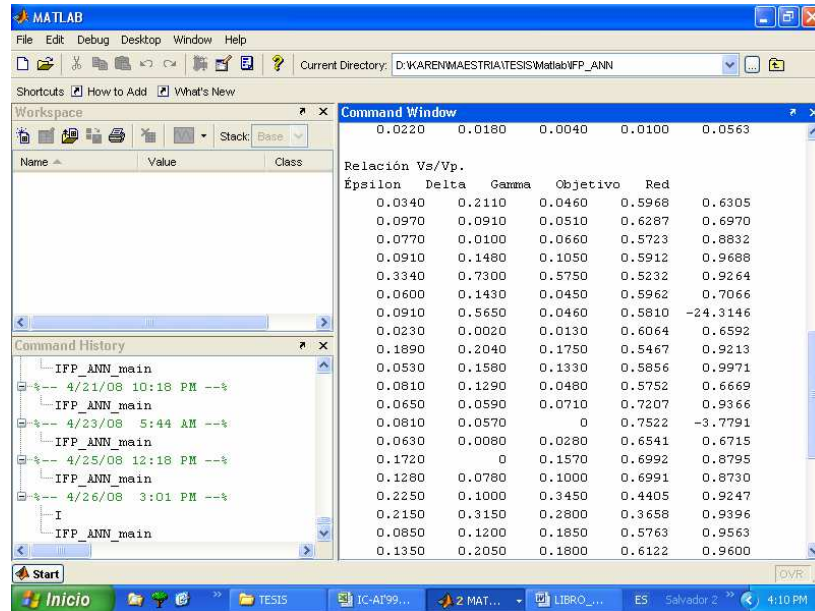 MATLAB
File Edit Debug Desktop Window Help
Current Directory: D:\KAREN\MAESTRIA\TESIS\Matlab\IFP_ANN
Shortcuts How to Add What's New
Workspace
Stack: Base
Name Value Class
Command History
IFP_ANN_main
%-- 4/21/08 10:18 PM --%
IFP_ANN_main
%-- 4/23/08 5:44 AM --%
IFP_ANN_main
%-- 4/25/08 12:18 PM --%
IFP_ANN_main
%-- 4/26/08 3:01 PM --%
I
IFP_ANN_main
Command Window
0.0220 0.0180 0.0040 0.0100 0.0563
Relación Vs/Vp.
Épsilon Delta Gamma Objetivo Red
0.0340 0.2110 0.0460 0.5968 0.6305
0.0970 0.0910 0.0510 0.6287 0.6970
0.0770 0.0100 0.0660 0.5723 0.8832
0.0910 0.1480 0.1050 0.5912 0.9688
0.3340 0.7300 0.5750 0.5232 0.9264
0.0600 0.1430 0.0450 0.5962 0.7066
0.0910 0.5650 0.0460 0.5810 -24.3146
0.0230 0.0020 0.0130 0.6064 0.6592
0.1890 0.2040 0.1750 0.5467 0.9213
0.0530 0.1580 0.1330 0.5856 0.9971
0.0810 0.1290 0.0480 0.5752 0.6669
0.0650 0.0590 0.0710 0.7207 0.9366
0.0810 0.0570 0 0.7522 -3.7791
0.0630 0.0080 0.0280 0.6541 0.6715
0.1720 0 0.1570 0.6992 0.8795
0.1280 0.0780 0.1000 0.6991 0.8730
0.2250 0.1000 0.3450 0.4405 0.9247
0.2150 0.3150 0.2800 0.3658 0.9396
0.0850 0.1200 0.1850 0.5763 0.9563
0.1350 0.2050 0.1800 0.6122 0.9600
Start
OVR
Inicio TESIS IC-AI'99... 2 MAT... LIBRO_... ES Salvador 2 4:10 PM